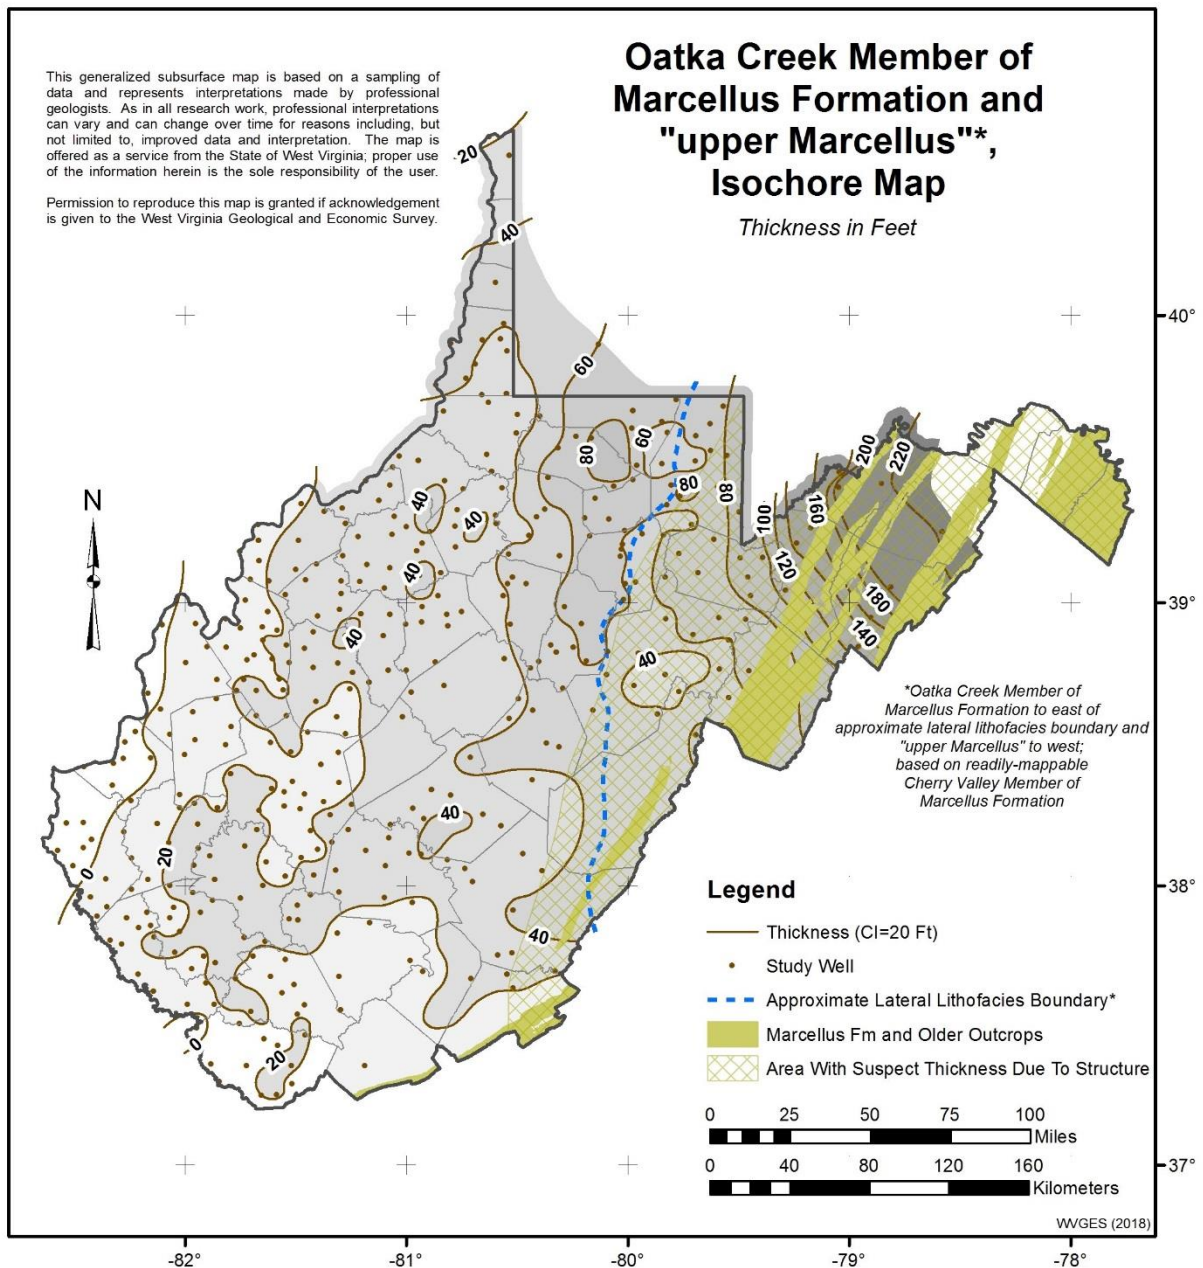 This generalized subsurface map is based on a sampling of
data and represents interpretations made by professional
geologists. As in all research work, professional interpretations
can vary and can change over time for reasons including, but
not limited to, improved data and interpretation. The map is
offered as a service from the State of West Virginia; proper use
of the information herein is the sole responsibility of the user.
Permission to reproduce this map is granted if acknowledgement
is given to the West Virginia Geological and Economic Survey.
Oatka Creek Member of
Marcellus Formation and
"upper Marcellus"*,
Isochore Map
Thickness in Feet
20
40
40°
60
80
60
200
220
40
80
80
100
160
40
N
40
120
39°
180
40
140
40
*Oatka Creek Member of
Marcellus Formation to east of
approximate lateral lithofacies boundary and
"upper Marcellus" to west;
based on readily-mappable
Cherry Valley Member of
Marcellus Formation
40
20
0
38°
40
0
20
Legend
Thickness (CI=20 Ft)
Study Well
Approximate Lateral Lithofacies Boundary*
Marcellus Fm and Older Outcrops
Area With Suspect Thickness Due To Structure
0 25 50 75 100
Miles
0 40 80 120 160
Kilometers
37°
WVGES (2018)
-82° -81° -80° -79° -78°